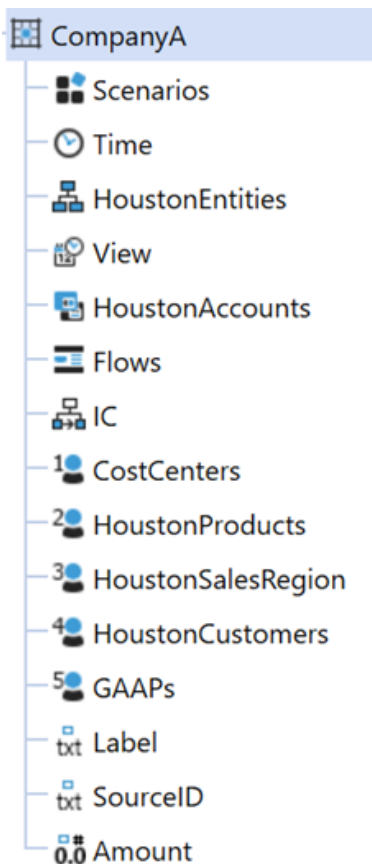 CompanyA
Scenarios
Time
HoustonEntities
View
HoustonAccounts
Flows
IC
1 CostCenters
2 HoustonProducts
3 HoustonSalesRegion
4 HoustonCustomers
5 GAAPs
txt Label
txt SourceID
0.0 Amount